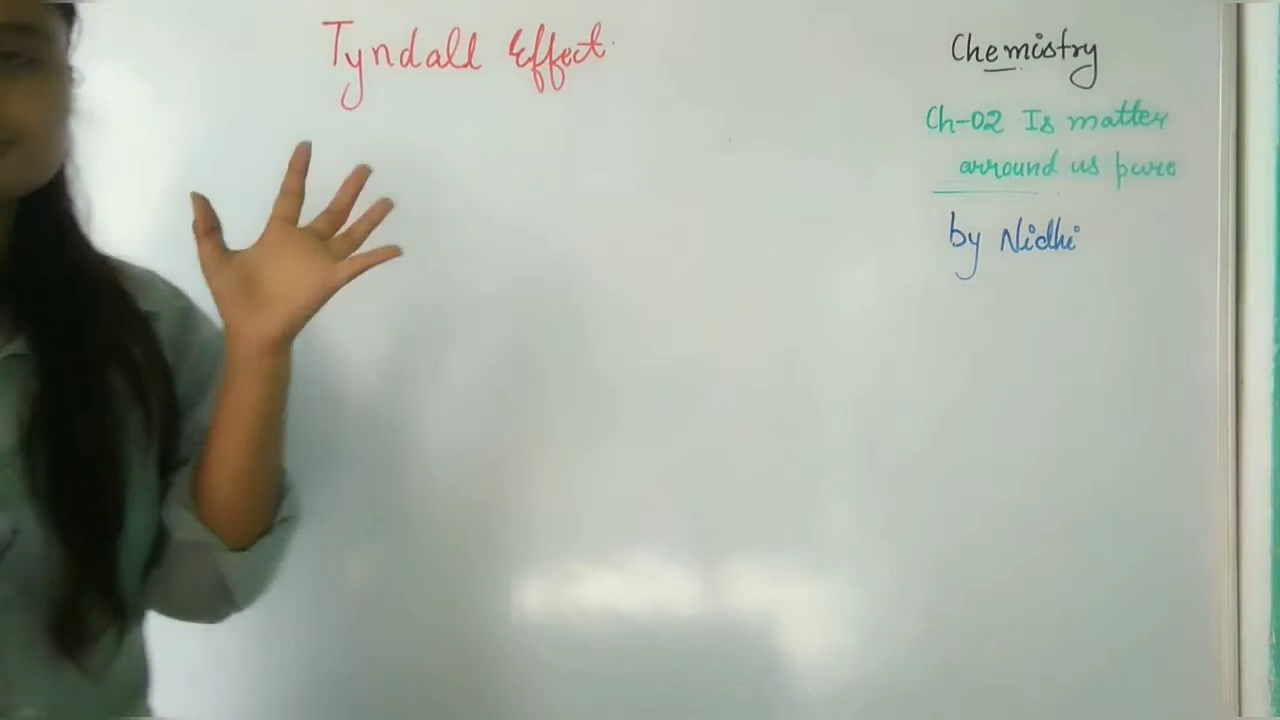 Tyndall Effect
Chemistry
Ch-02 Is matter
arround us pure
by Nidhi